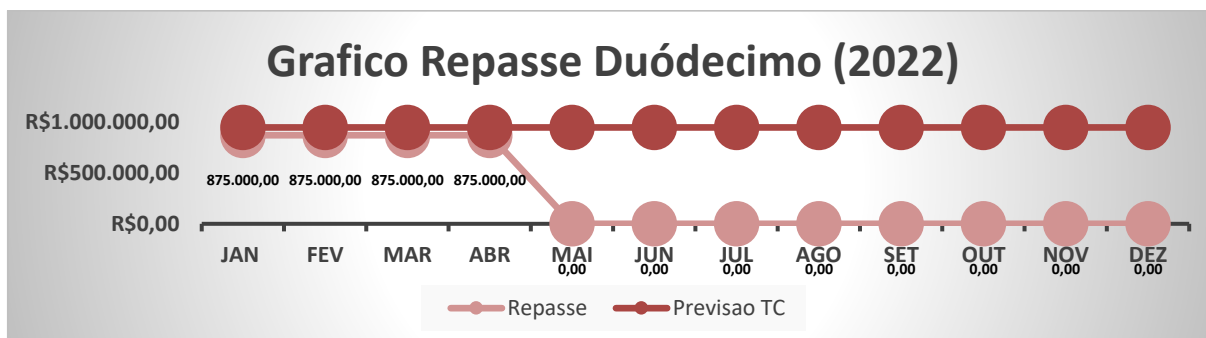 Grafico Repasse Duódecimo (2022)
R$1.000.000,00
R$500.000,00
R$0,00
875.000,00 875.000,00 875.000,00 875.000,00
JAN FEV MAR ABR MAI JUN JUL AGO SET OUT NOV DEZ
0,00 0,00 0,00 0,00 0,00 0,00 0,00 0,00
Repasse Previsao TC